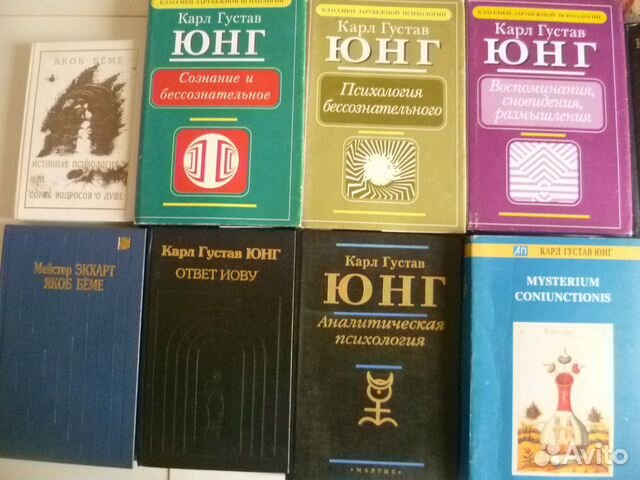 ЯКОБ БЁМЕ
ИСТИННАЯ ПСИХОЛОГИЯ
ИЛИ
СОРОК ВОПРОСОВ О ДУШЕ
КЛАССИКИ ЗАРУБЕЖНОЙ ПСИХОЛОГИИ
Карл Густав
ЮНГ
Сознание и
бессознательное
КЛАССИКИ ЗАРУБЕЖНОЙ ПСИХОЛОГИИ
Карл Густав
ЮНГ
Психология
бессознательного
КЛАССИКИ ЗАРУБЕЖНОЙ ПСИХОЛОГИИ
Карл Густав
ЮНГ
Воспоминания,
сновидения,
размышления
Мейстер ЭКХАРТ
ЯКОБ БЁМЕ
Карл Густав ЮНГ
ОТВЕТ ИОВУ
Карл Густав
ЮНГ
Аналитическая
психология
МАРТИС
АП
КАРЛ ГУСТАВ ЮНГ
MYSTERIUM
CONIUNCTIONIS
Avito